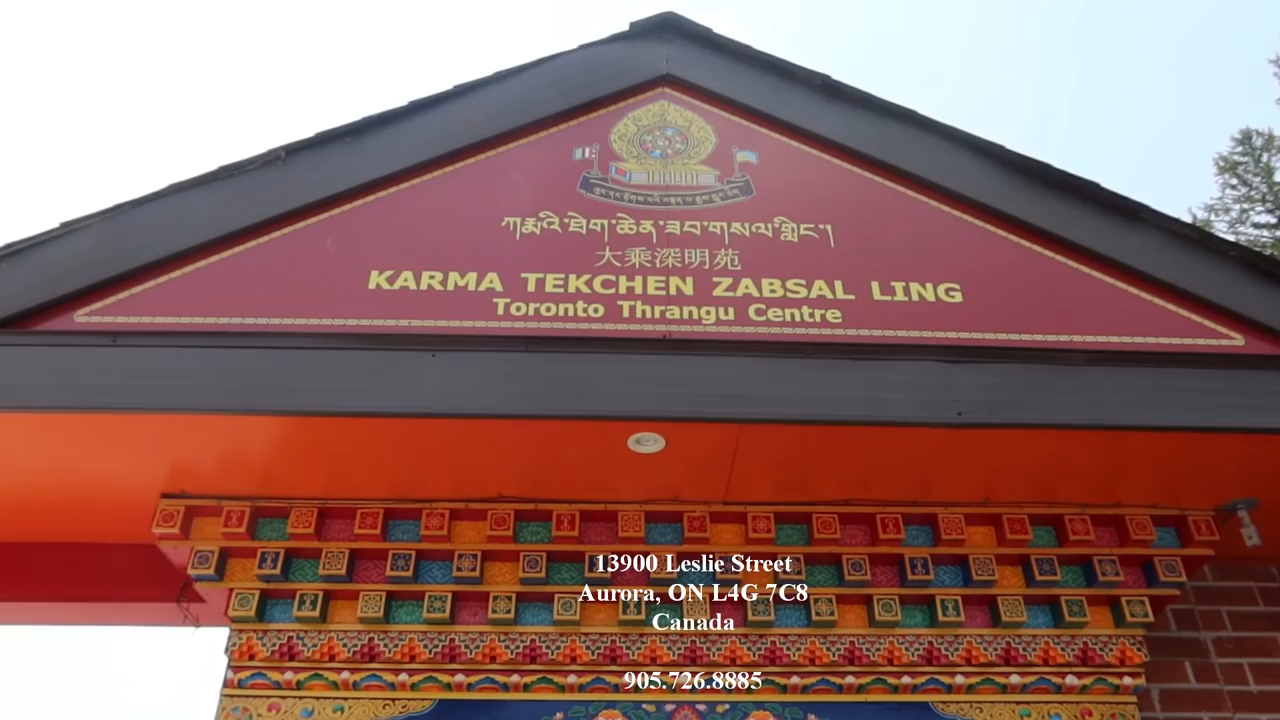 ཀརྨའི་ཐེག་ཆེན་ཟབ་གསལ་གླིང་།
大乘深明苑
KARMA TEKCHEN ZABSAL LING
Toronto Thrangu Centre
13900 Leslie Street
Aurora, ON L4G 7C8
Canada
905.726.8885